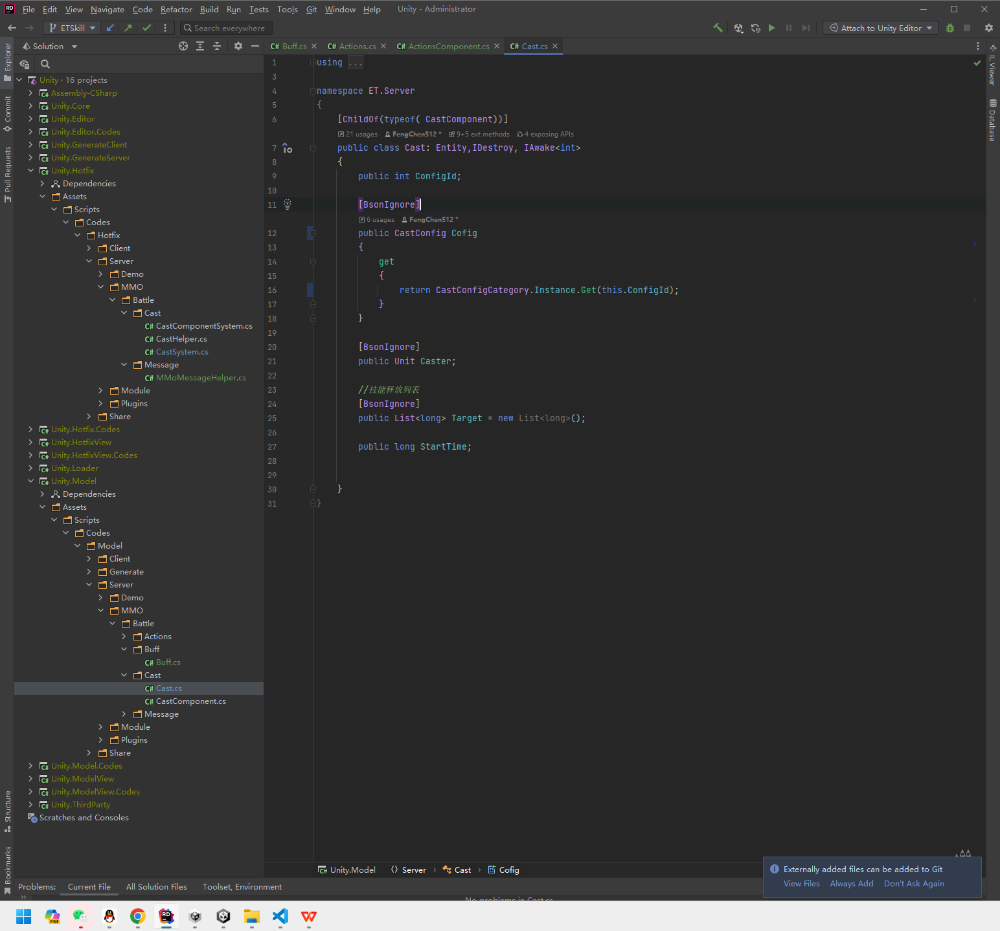 File Edit View Navigate Code Refactor Build Run Tests Tools Git Window Help Unity - Administrator
ETSkill Search everywhere Attach to Unity Editor
Solution
Buff.cs Actions.cs ActionsComponent.cs Cast.cs
Explorer
Commit
Pull Requests
Structure
Bookmarks
Unity · 16 projects
Assembly-CSharp
Unity.Core
Unity.Editor
Unity.Editor.Codes
Unity.GenerateClient
Unity.GenerateServer
Unity.Hotfix
Dependencies
Assets
Scripts
Codes
Hotfix
Client
Server
Demo
MMO
Battle
Cast
CastComponentSystem.cs
CastHelper.cs
CastSystem.cs
Message
MMoMessageHelper.cs
Module
Plugins
Share
Unity.Hotfix.Codes
Unity.HotfixView
Unity.HotfixView.Codes
Unity.Loader
Unity.Model
Dependencies
Assets
Scripts
Codes
Model
Client
Generate
Server
Demo
MMO
Battle
Actions
Buff
Buff.cs
Cast
Cast.cs
CastComponent.cs
Message
Module
Plugins
Share
Unity.Model.Codes
Unity.ModelView
Unity.ModelView.Codes
Unity.ThirdParty
Scratches and Consoles
1 using ...
3
4 namespace ET.Server
5 {
6 [ChildOf(typeof( CastComponent))]
21 usages FengChen512 * 9+5 ext methods 4 exposing APIs
7 public class Cast: Entity,IDestroy, IAwake<int>
8 {
9 public int ConfigId;
10
11 [BsonIgnore]
6 usages FengChen512 *
12 public CastConfig Cofig
13 {
14 get
15 {
16 return CastConfigCategory.Instance.Get(this.ConfigId);
17 }
18 }
19
20 [BsonIgnore]
21 public Unit Caster;
22
23 //技能释放列表
24 [BsonIgnore]
25 public List<long> Target = new List<long>();
26
27 public long StartTime;
28
29
30 }
31 }
IL Viewer
Database
Unity.Model Server Cast Cofig
Externally added files can be added to Git
View Files Always Add Don't Ask Again
Problems: Current File All Solution Files Toolset, Environment
No problems in Cast.cs